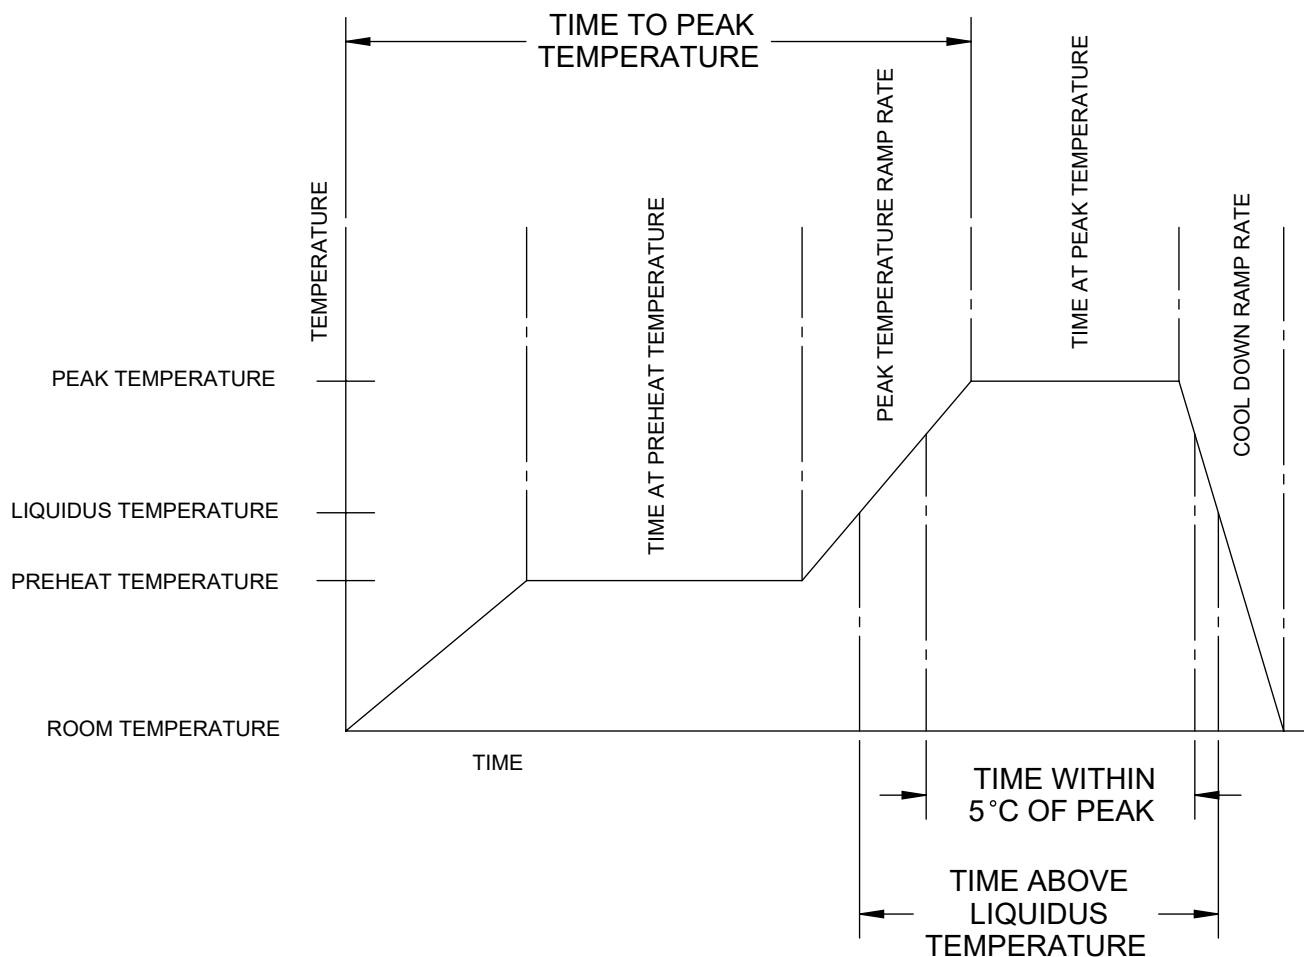 TIME TO PEAK
TEMPERATURE
TEMPERATURE
TIME AT PREHEAT TEMPERATURE
PEAK TEMPERATURE RAMP RATE
TIME AT PEAK TEMPERATURE
COOL DOWN RAMP RATE
PEAK TEMPERATURE
LIQUIDUS TEMPERATURE
PREHEAT TEMPERATURE
ROOM TEMPERATURE
TIME
TIME WITHIN
5°C OF PEAK
TIME ABOVE
LIQUIDUS
TEMPERATURE